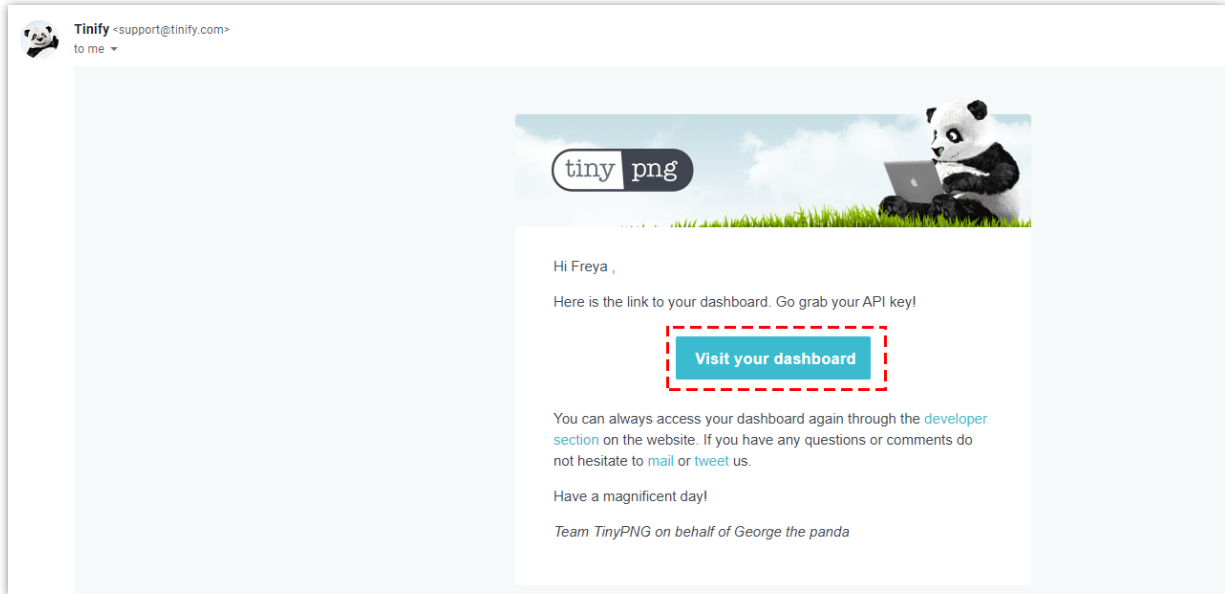 Tinify <support@tinify.com>
to me
tiny png
Hi Freya ,
Here is the link to your dashboard. Go grab your API key!
Visit your dashboard
You can always access your dashboard again through the developer
section on the website. If you have any questions or comments do
not hesitate to mail or tweet us.
Have a magnificent day!
Team TinyPNG on behalf of George the panda